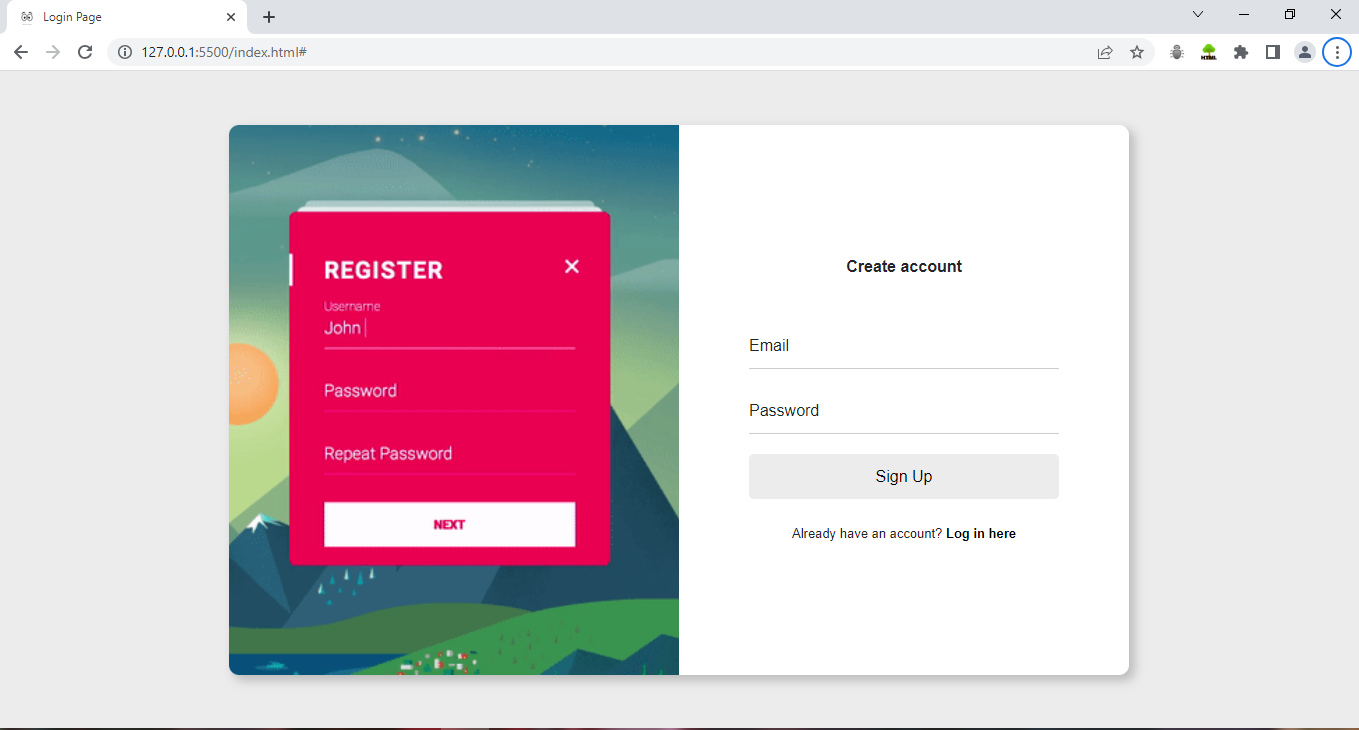 Login Page
127.0.0.1:5500/index.html#
HTML
REGISTER
Username
John
Password
Repeat Password
NEXT
Create account
Email
Password
Sign Up
Already have an account? Log in here